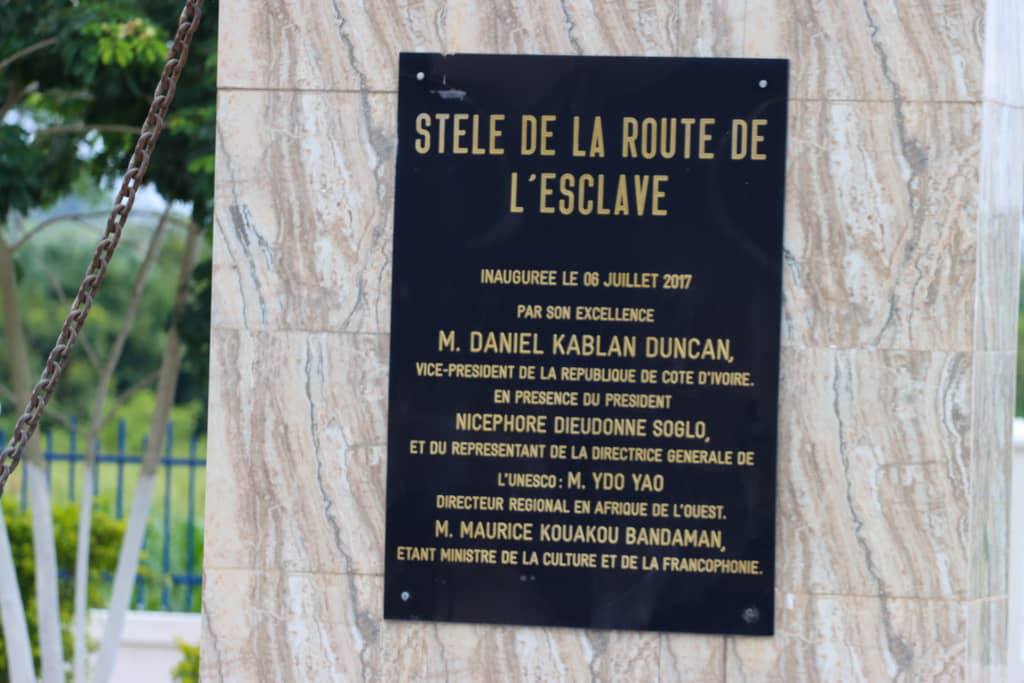 STELE DE LA ROUTE DE
L'ESCLAVE
INAUGUREE LE 06 JUILLET 2017
PAR SON EXCELLENCE
M. DANIEL KABLAN DUNCAN,
VICE-PRESIDENT DE LA REPUBLIQUE DE COTE D'IVOIRE.
EN PRESENCE DU PRESIDENT
NICEPHORE DIEUDONNE SOGLO,
ET DU REPRESENTANT DE LA DIRECTRICE GENERALE DE
L'UNESCO: M. YDO YAO
DIRECTEUR REGIONAL EN AFRIQUE DE L'OUEST.
M. MAURICE KOUAKOU BANDAMAN,
ETANT MINISTRE DE LA CULTURE ET DE LA FRANCOPHONIE.